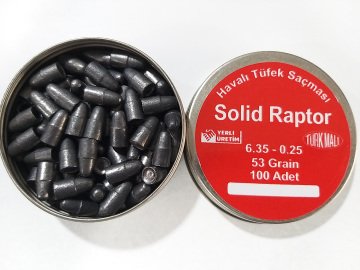 Havalı Tüfek Saçması
Solid Raptor
YERLİ
ÜRETİM
TÜRK MALI
6.35 - 0.25
53 Grain
100 Adet